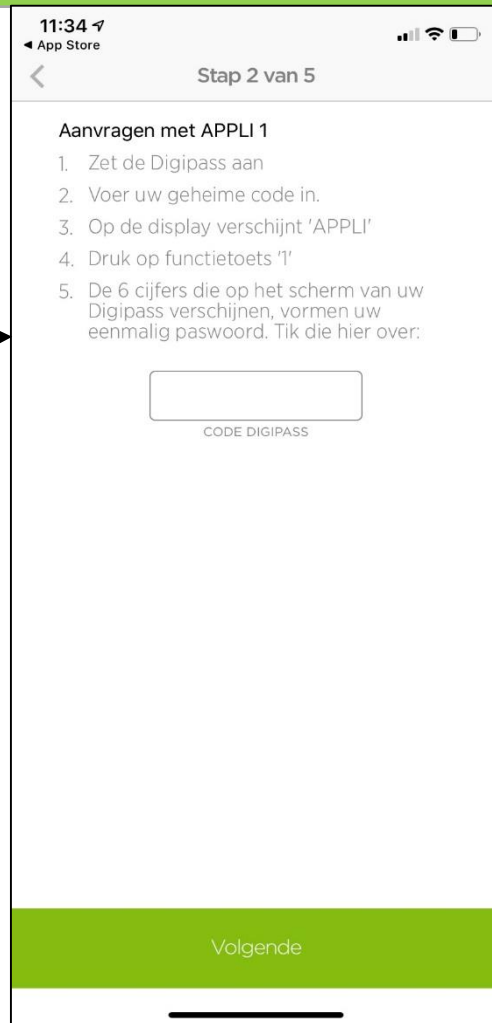 11:34
App Store
Stap 2 van 5
Aanvragen met APPLI 1
1. Zet de Digipass aan
2. Voer uw geheime code in.
3. Op de display verschijnt 'APPLI'
4. Druk op functietoets '1'
5. De 6 cijfers die op het scherm van uw
Digipass verschijnen, vormen uw
eenmalig paswoord. Tik die hier over:
CODE DIGIPASS
Volgende